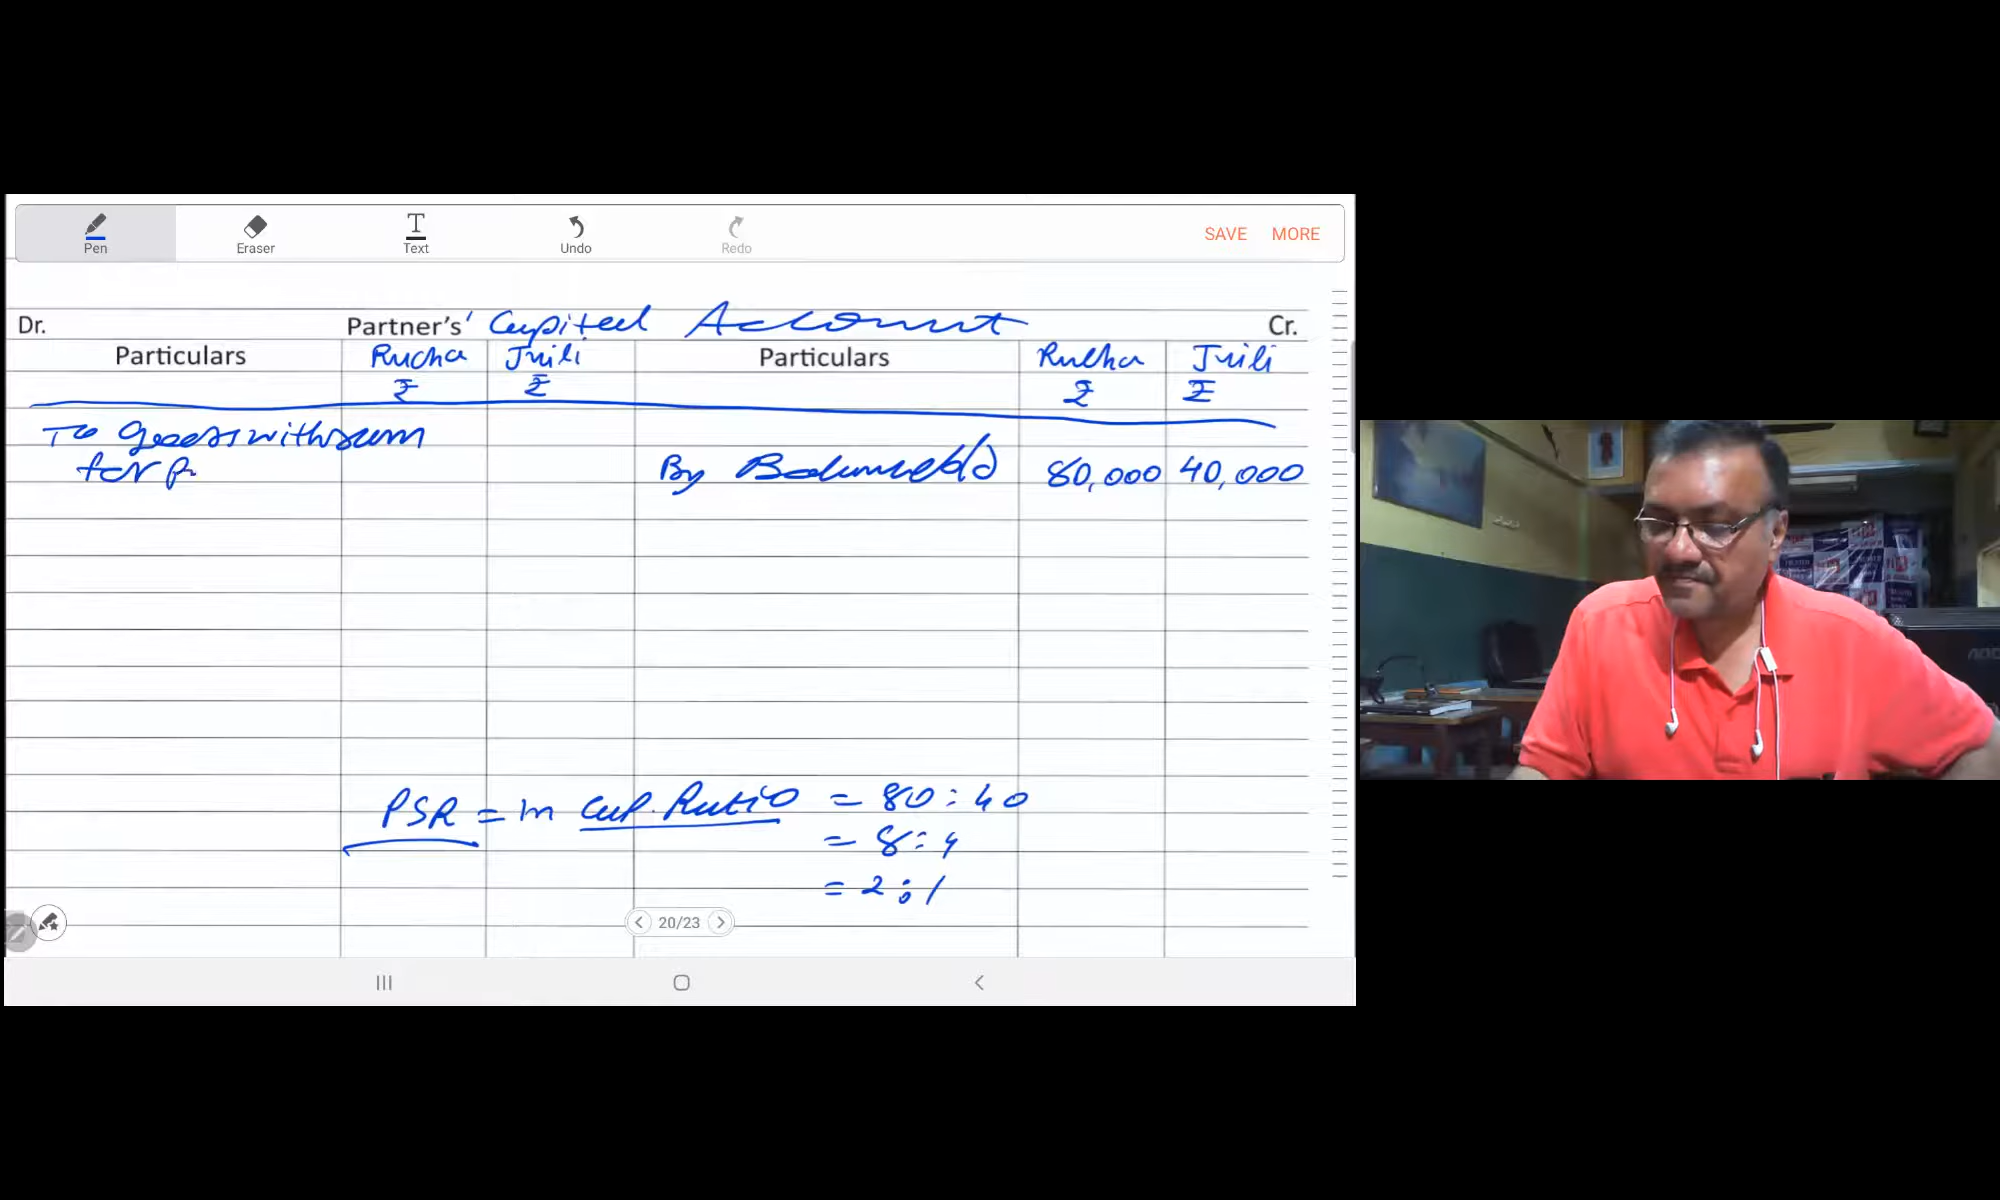 Pen
Eraser
T
Text
Undo
Redo
SAVE
MORE
Dr.
Partner's' Capital Account
Cr.
Particulars
Rucha
Juili
Particulars
Rucha
Juili
₹
₹
₹
₹
To goods withdrawn
for p
By Balance b/d
80,000
40,000
PSR = In Cap. Ratio = 80:40
= 8:4
= 2:1
20/23